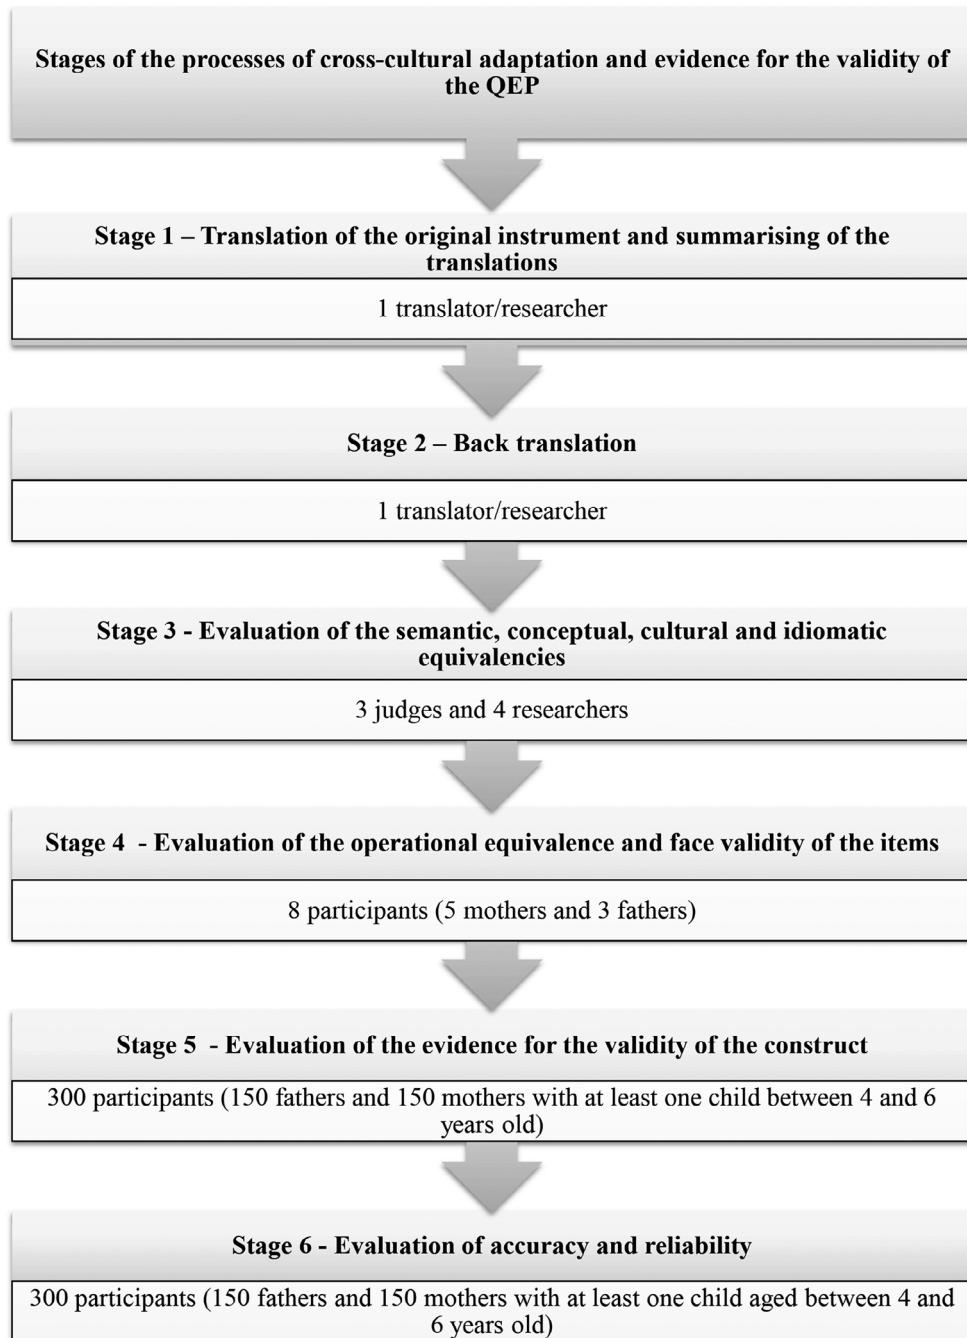 Stages of the processes of cross-cultural adaptation and evidence for the validity of
the QEP
Stage 1 – Translation of the original instrument and summarising of the
translations
1 translator/researcher
Stage 2 – Back translation
1 translator/researcher
Stage 3 - Evaluation of the semantic, conceptual, cultural and idiomatic
equivalencies
3 judges and 4 researchers
Stage 4  - Evaluation of the operational equivalence and face validity of the items
8 participants (5 mothers and 3 fathers)
Stage 5  - Evaluation of the evidence for the validity of the construct
300 participants (150 fathers and 150 mothers with at least one child between 4 and 6
years old)
Stage 6 - Evaluation of accuracy and reliability
300 participants (150 fathers and 150 mothers with at least one child aged between 4 and
6 years old)